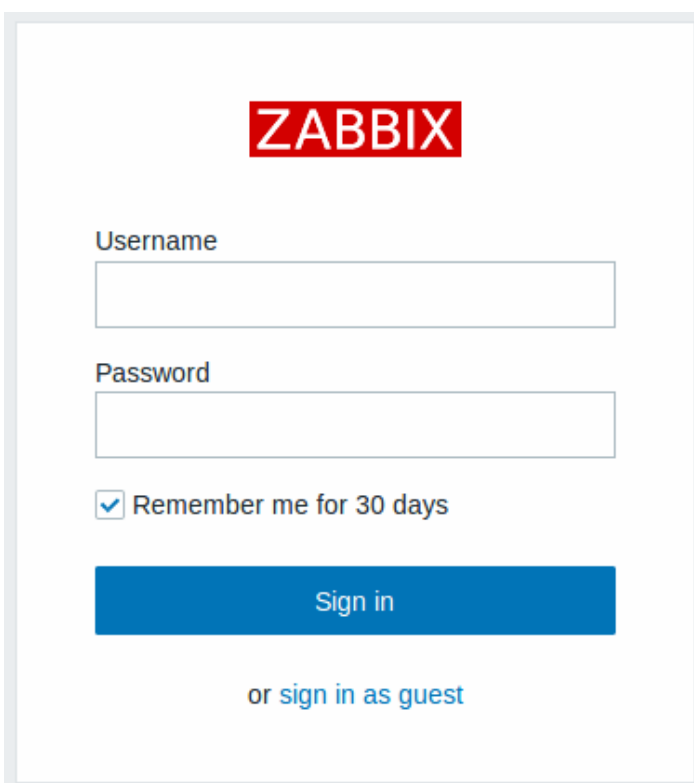 ZABBIX
Username
Password
Remember me for 30 days
Sign in
or sign in as guest